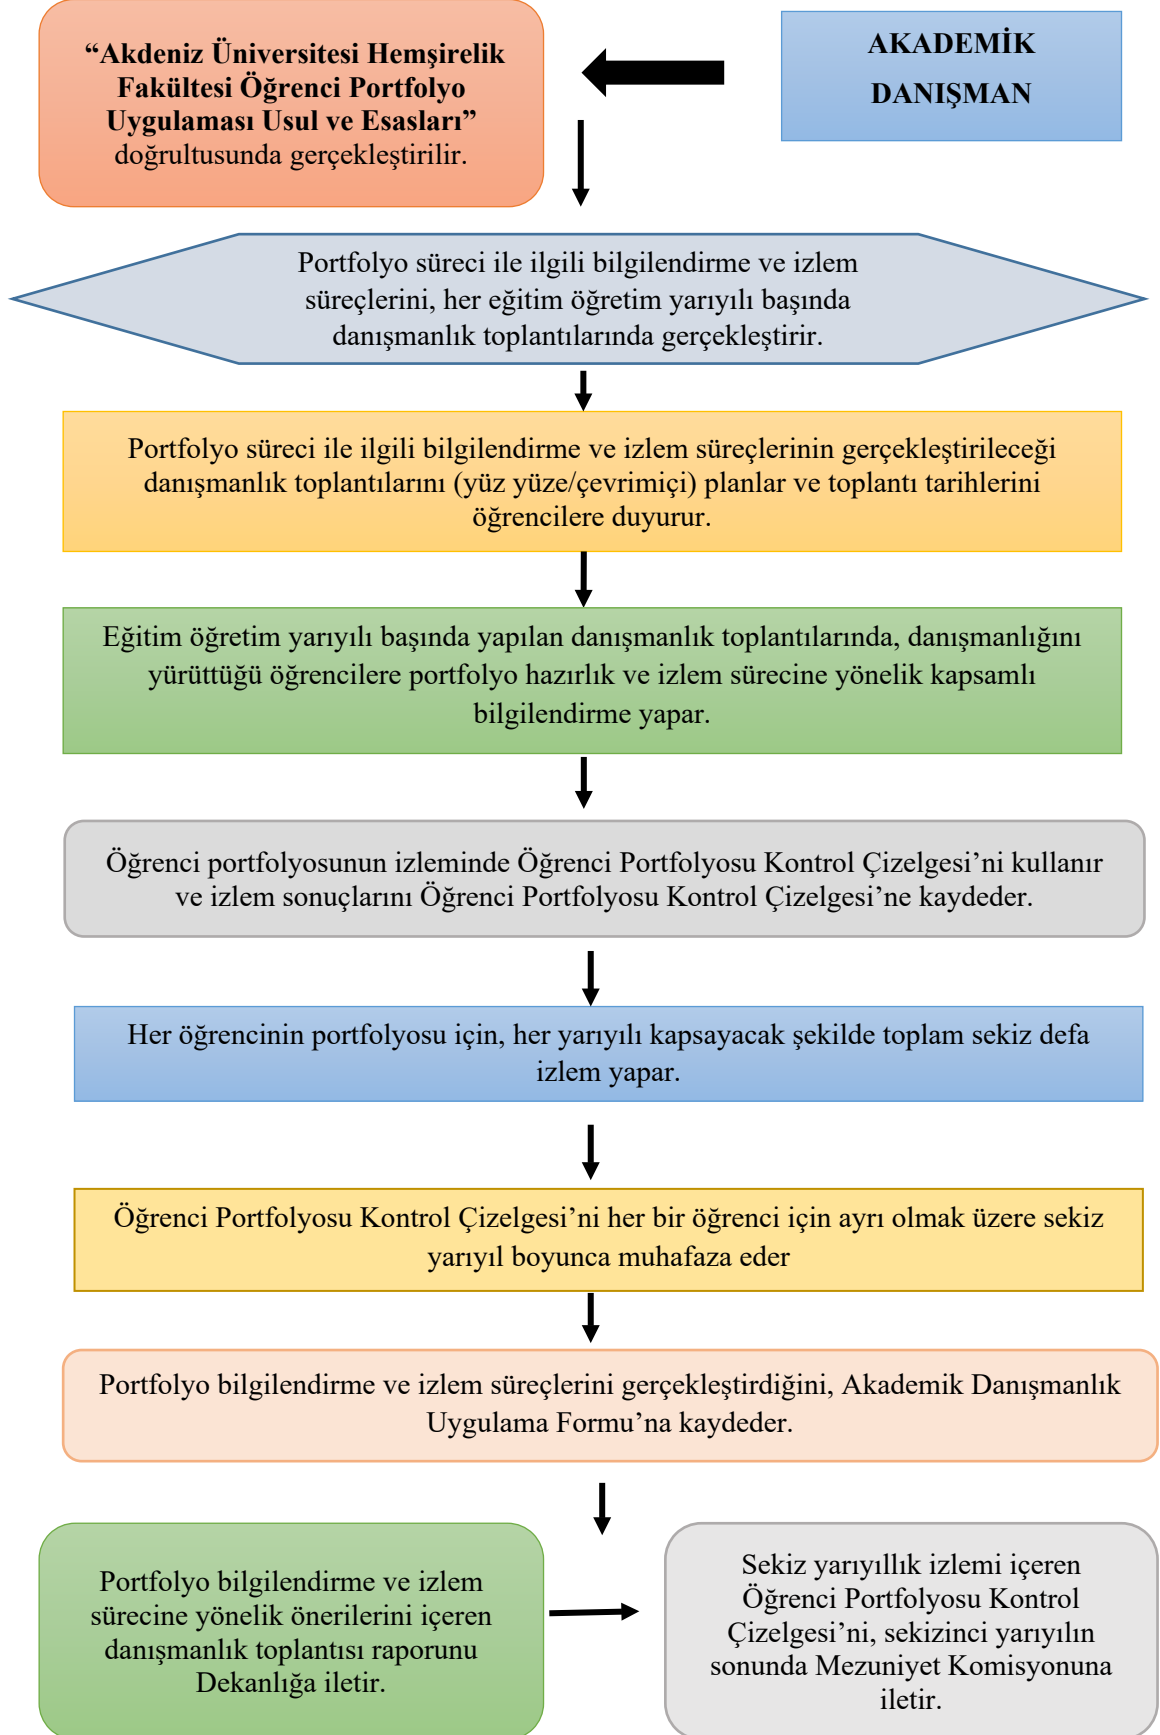 “Akdeniz Üniversitesi Hemşirelik
Fakültesi Öğrenci Portfolyo
Uygulaması Usul ve Esasları”
doğrultusunda gerçekleştirilir.
AKADEMİK
DANIŞMAN
Portfolyo süreci ile ilgili bilgilendirme ve izlem
süreçlerini, her eğitim öğretim yarıyılı başında
danışmanlık toplantılarında gerçekleştirir.
Portfolyo süreci ile ilgili bilgilendirme ve izlem süreçlerinin gerçekleştirileceği
danışmanlık toplantılarını (yüz yüze/çevrimiçi) planlar ve toplantı tarihlerini
öğrencilere duyurur.
Eğitim öğretim yarıyılı başında yapılan danışmanlık toplantılarında, danışmanlığını
yürüttüğü öğrencilere portfolyo hazırlık ve izlem sürecine yönelik kapsamlı
bilgilendirme yapar.
Öğrenci portfolyosunun izleminde Öğrenci Portfolyosu Kontrol Çizelgesi’ni kullanır
ve izlem sonuçlarını Öğrenci Portfolyosu Kontrol Çizelgesi’ne kaydeder.
Her öğrencinin portfolyosu için, her yarıyılı kapsayacak şekilde toplam sekiz defa
izlem yapar.
Öğrenci Portfolyosu Kontrol Çizelgesi’ni her bir öğrenci için ayrı olmak üzere sekiz
yarıyıl boyunca muhafaza eder
Portfolyo bilgilendirme ve izlem süreçlerini gerçekleştirdiğini, Akademik Danışmanlık
Uygulama Formu’na kaydeder.
Portfolyo bilgilendirme ve izlem
sürecine yönelik önerilerini içeren
danışmanlık toplantısı raporunu
Dekanlığa iletir.
Sekiz yarıyıllık izlemi içeren
Öğrenci Portfolyosu Kontrol
Çizelgesi’ni, sekizinci yarıyılın
sonunda Mezuniyet Komisyonuna
iletir.